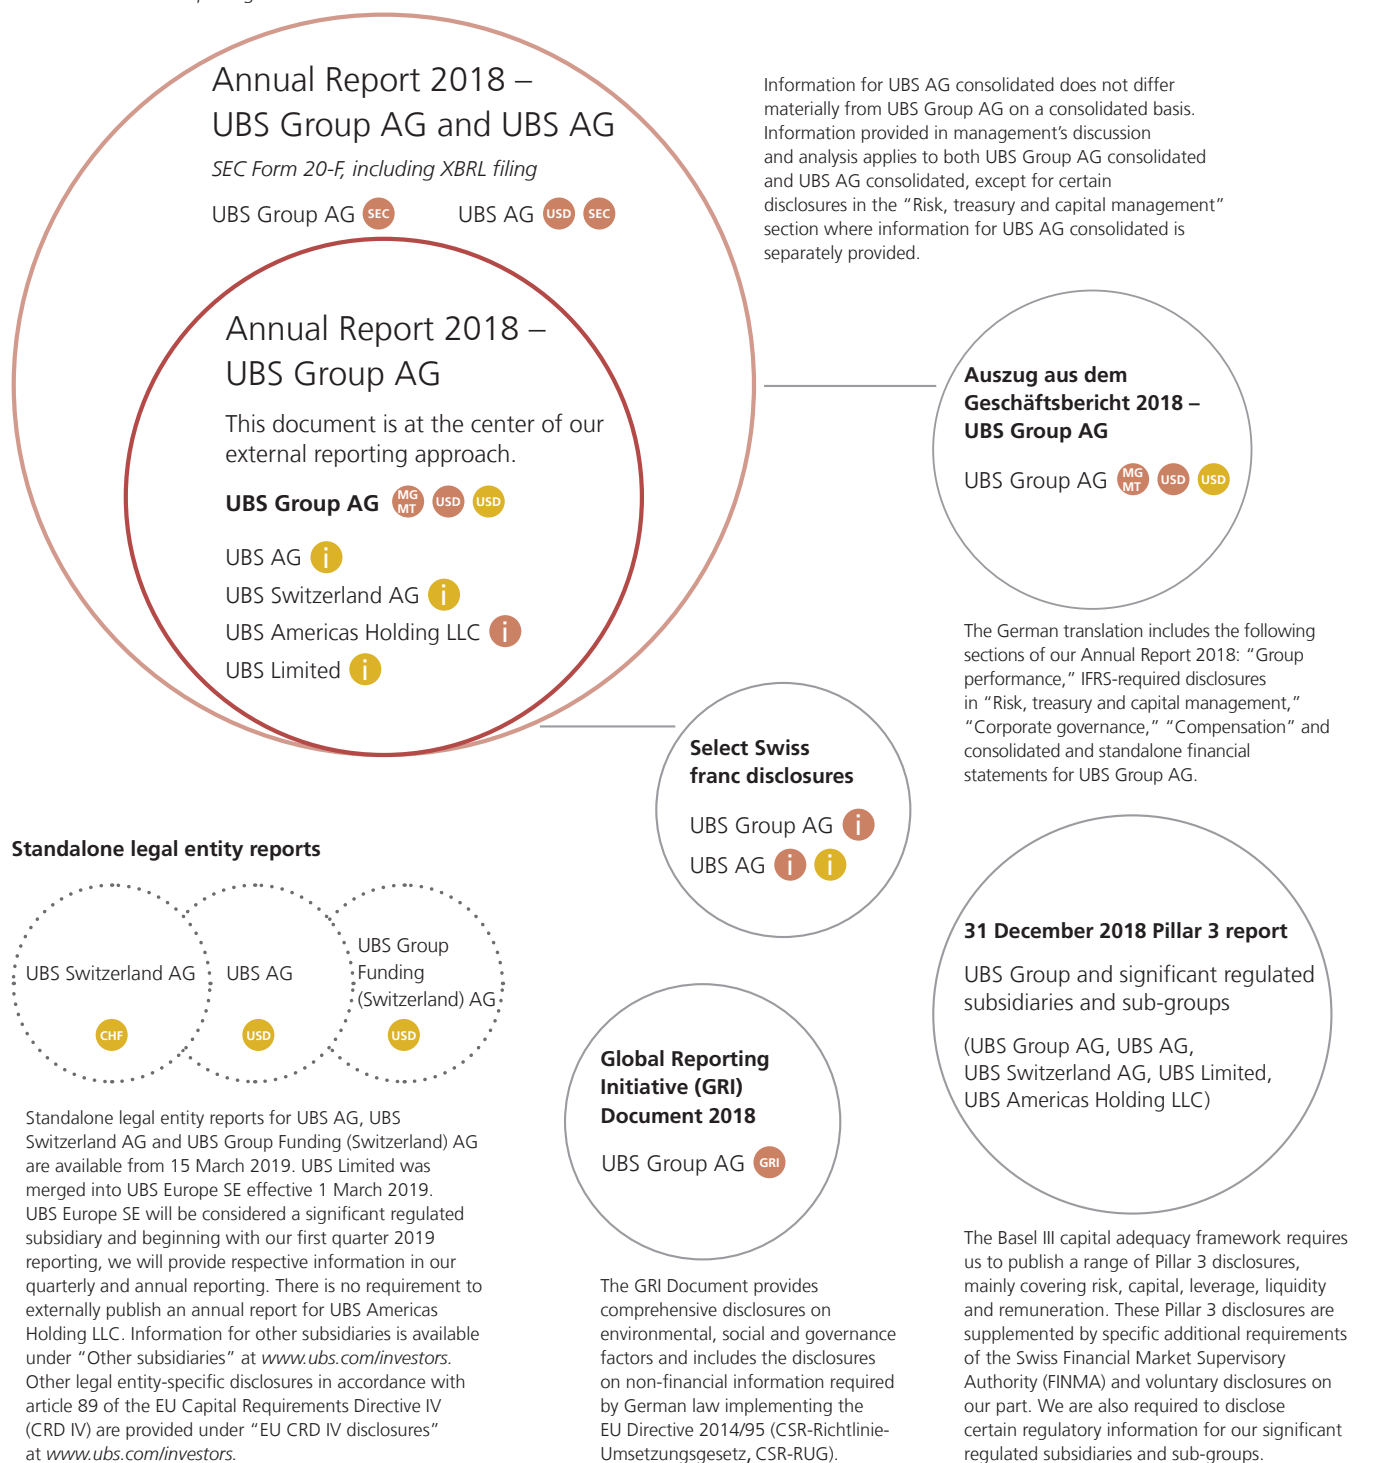 Annual Report 2018 –
UBS Group AG and UBS AG
SEC Form 20-F, including XBRL filing
UBS Group AG SEC UBS AG USD SEC
Annual Report 2018 –
UBS Group AG
This document is at the center of our
external reporting approach.
UBS Group AG MG MT USD USD
UBS AG i
UBS Switzerland AG i
UBS Americas Holding LLC i
UBS Limited i
Information for UBS AG consolidated does not differ
materially from UBS Group AG on a consolidated basis.
Information provided in management’s discussion
and analysis applies to both UBS Group AG consolidated
and UBS AG consolidated, except for certain
disclosures in the “Risk, treasury and capital management”
section where information for UBS AG consolidated is
separately provided.
Auszug aus dem
Geschäftsbericht 2018 –
UBS Group AG
UBS Group AG MG MT USD USD
The German translation includes the following
sections of our Annual Report 2018: “Group
performance,” IFRS-required disclosures
in “Risk, treasury and capital management,”
“Corporate governance,” “Compensation” and
consolidated and standalone financial
statements for UBS Group AG.
Select Swiss
franc disclosures
UBS Group AG i
UBS AG i i
Standalone legal entity reports
UBS Switzerland AG
CHF
UBS AG
USD
UBS Group
Funding
(Switzerland) AG
USD
Standalone legal entity reports for UBS AG, UBS
Switzerland AG and UBS Group Funding (Switzerland) AG
are available from 15 March 2019. UBS Limited was
merged into UBS Europe SE effective 1 March 2019.
UBS Europe SE will be considered a significant regulated
subsidiary and beginning with our first quarter 2019
reporting, we will provide respective information in our
quarterly and annual reporting. There is no requirement to
externally publish an annual report for UBS Americas
Holding LLC. Information for other subsidiaries is available
under “Other subsidiaries” at www.ubs.com/investors.
Other legal entity-specific disclosures in accordance with
article 89 of the EU Capital Requirements Directive IV
(CRD IV) are provided under “EU CRD IV disclosures”
at www.ubs.com/investors.
Global Reporting
Initiative (GRI)
Document 2018
UBS Group AG GRI
The GRI Document provides
comprehensive disclosures on
environmental, social and governance
factors and includes the disclosures
on non-financial information required
by German law implementing the
EU Directive 2014/95 (CSR-Richtlinie-
Umsetzungsgesetz, CSR-RUG).
31 December 2018 Pillar 3 report
UBS Group and significant regulated
subsidiaries and sub-groups
(UBS Group AG, UBS AG,
UBS Switzerland AG, UBS Limited,
UBS Americas Holding LLC)
The Basel III capital adequacy framework requires
us to publish a range of Pillar 3 disclosures,
mainly covering risk, capital, leverage, liquidity
and remuneration. These Pillar 3 disclosures are
supplemented by specific additional requirements
of the Swiss Financial Market Supervisory
Authority (FINMA) and voluntary disclosures on
our part. We are also required to disclose
certain regulatory information for our significant
regulated subsidiaries and sub-groups.